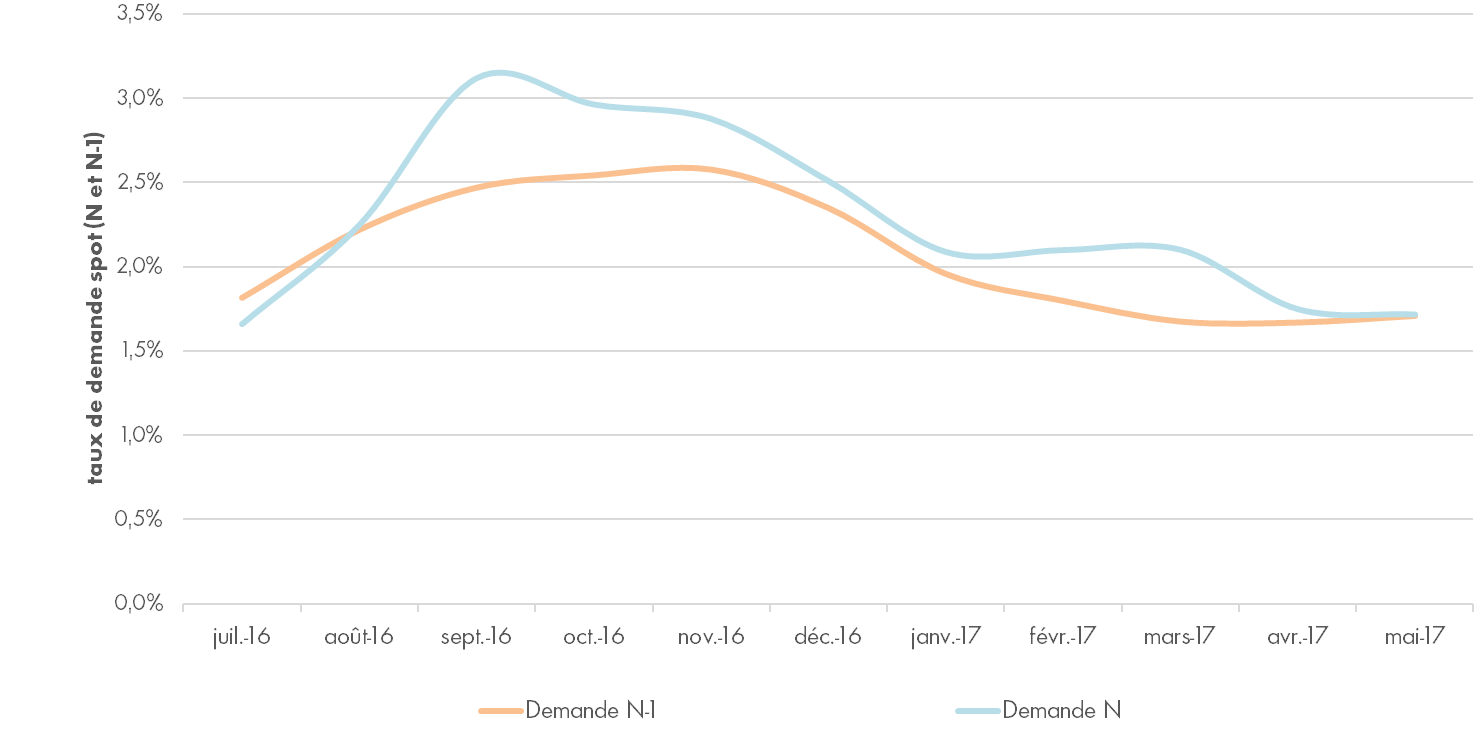 3,5%
3,0%
2,5%
2,0%
1,5%
1,0%
0,5%
0,0%
taux de demande spot (N et N-1)
juil.-16 août-16 sept.-16 oct.-16 nov.-16 déc.-16 janv.-17 févr.-17 mars-17 avr.-17 mai-17
Demande N-1 Demande N